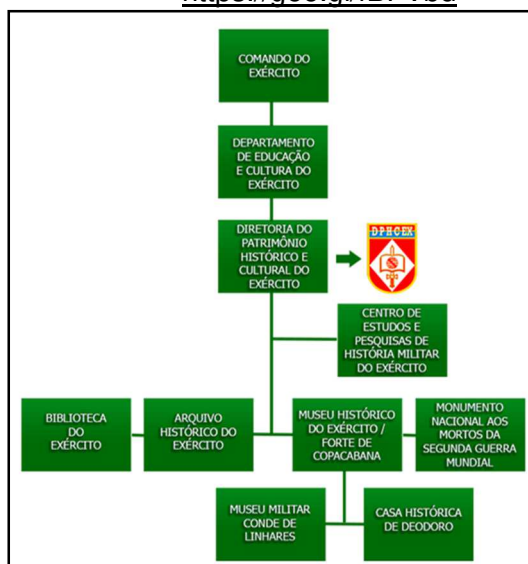 COMANDO DO
EXÉRCITO
DEPARTAMENTO
DE EDUCAÇÃO
E CULTURA DO
EXÉRCITO
DIRETORIA DO
PATRIMÔNIO
HISTÓRICO E
CULTURAL DO
EXÉRCITO
DPHCEX
CENTRO DE
ESTUDOS E
PESQUISAS DE
HISTÓRIA MILITAR
DO EXÉRCITO
BIBLIOTECA
DO
EXÉRCITO
ARQUIVO
HISTÓRICO DO
EXÉRCITO
MUSEU HISTÓRICO
DO EXÉRCITO /
FORTE DE
COPACABANA
MONUMENTO
NACIONAL AOS
MORTOS DA
SEGUNDA GUERRA
MUNDIAL
MUSEU MILITAR
CONDE DE
LINHARES
CASA HISTÓRICA
DE DEODORO